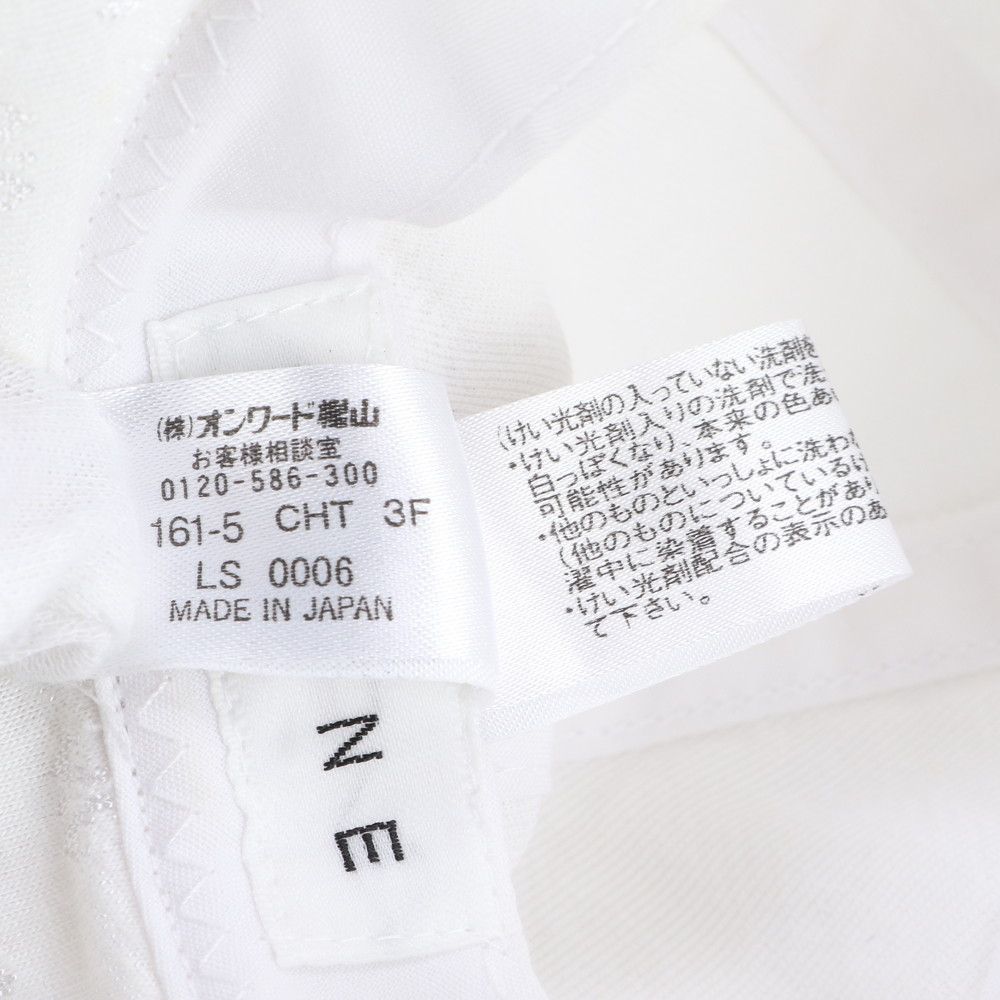 (株)オンワード樫山
お客様相談室
0120-586-300
161-5 CHT 3F
LS 0006
MADE IN JAPAN
(けい光剤の入っていない洗剤を
・けい光剤入りの洗剤で洗
白っぽくなり、本来の色あ
可能性があります。
・他のものといっしょに洗わな
(他のものについているけ
濯中に染着することがあり
・けい光剤配合の表示のあ
て下さい。
N
E